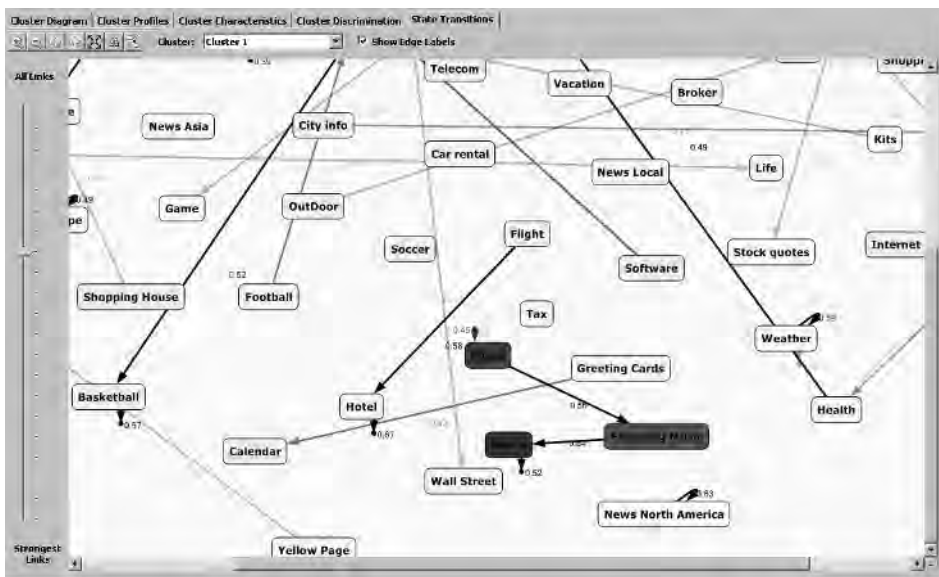 Cluster Diagram | Cluster Profiles | Cluster Characteristics | Cluster Discrimination | State Transitions
Cluster: Cluster 1 Show Edge Labels
All Links
Telecom
Vacation
Broker
News Asia
City info
Kits
Car rental
0.49
News Local
Life
Game
OutDoor
Soccer
Flight
Stock quotes
Internet
Software
0.52
Shopping House
Football
Tax
0.45
0.58
Weather
Greeting Cards
Basketball
0.57
Hotel
Health
0.67
Calendar
0.52
Wall Street
0.63
News North America
Strongest
Links
Yellow Page